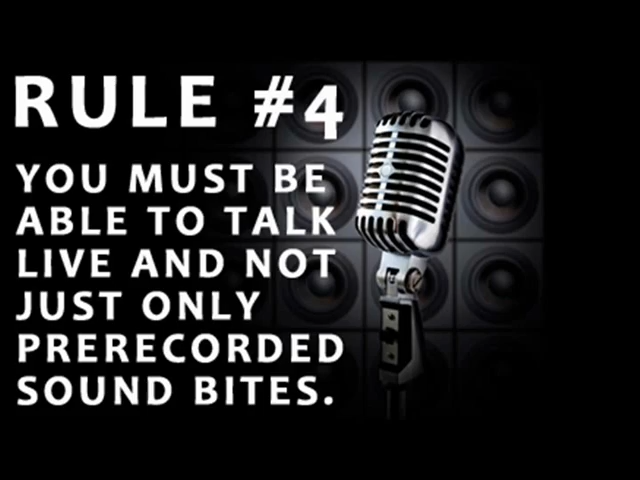 RULE #4
YOU MUST BE
ABLE TO TALK
LIVE AND NOT
JUST ONLY
PRERECORDED
SOUND BITES.